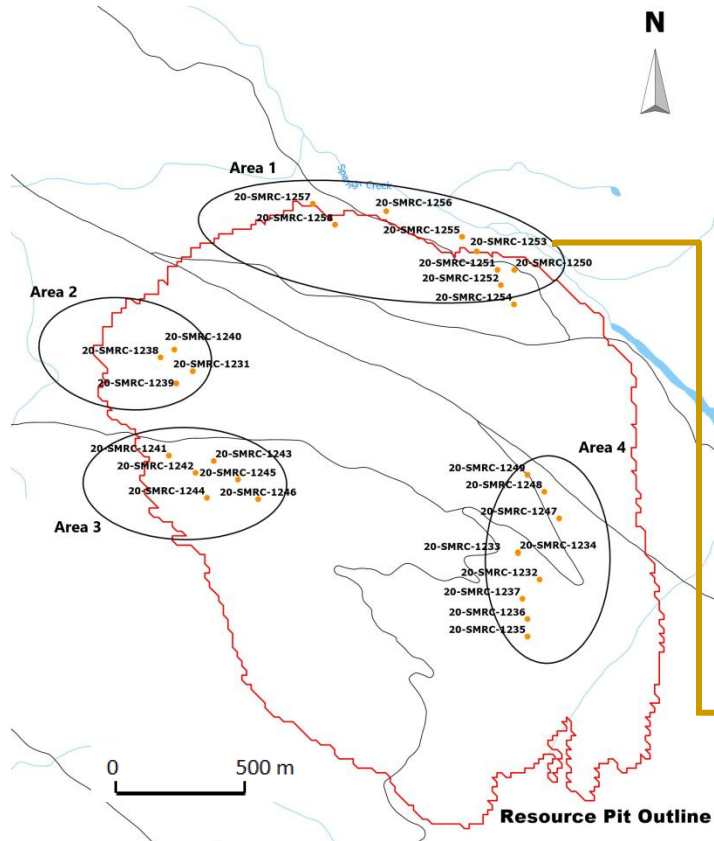 N
Area 1
Spanish Creek
20-SMRC-1257
20-SMRC-1256
20-SMRC-1258
20-SMRC-1255
20-SMRC-1253
20-SMRC-1251
20-SMRC-1250
20-SMRC-1252
20-SMRC-1254
Area 2
20-SMRC-1240
20-SMRC-1238
20-SMRC-1231
20-SMRC-1239
20-SMRC-1241
20-SMRC-1243
20-SMRC-1242
20-SMRC-1245
20-SMRC-1244
20-SMRC-1246
Area 3
Area 4
20-SMRC-1249
20-SMRC-1248
20-SMRC-1247
20-SMRC-1233
20-SMRC-1234
20-SMRC-1232
20-SMRC-1237
20-SMRC-1236
20-SMRC-1235
0 500 m
Resource Pit Outline